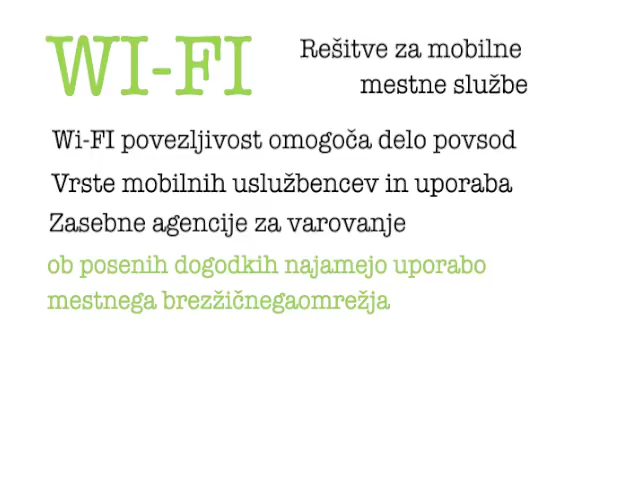 WI-FI
Rešitve za mobilne
mestne službe
Wi-FI povezljivost omogoča delo povsod
Vrste mobilnih uslužbencev in uporaba
Zasebne agencije za varovanje
ob posenih dogodkih najamejo uporabo
mestnega brezžičnegaomrežja